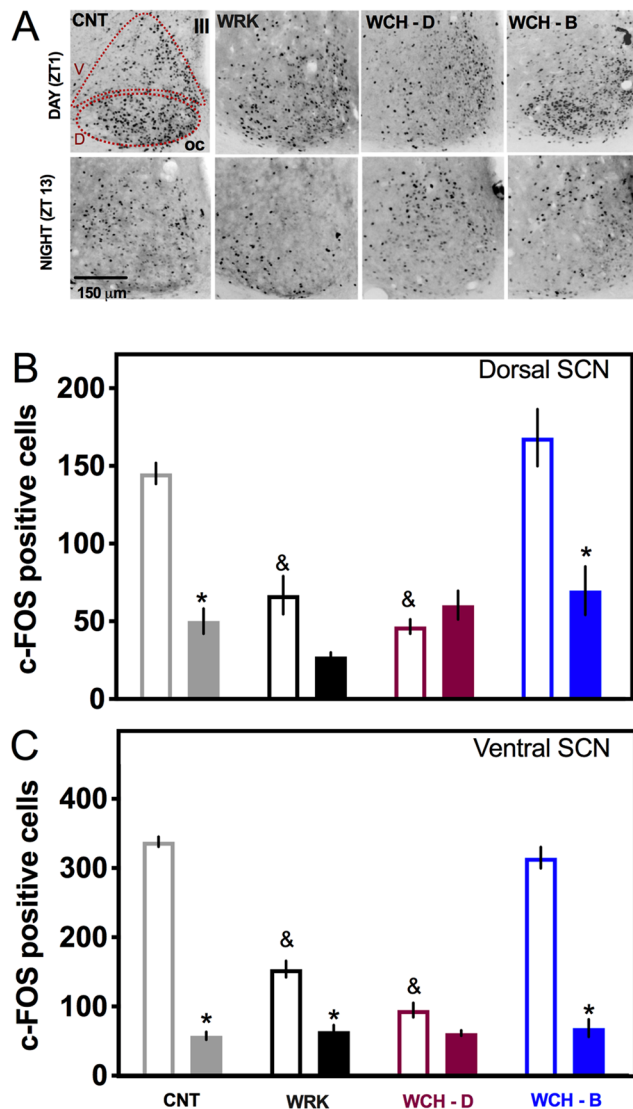 A
CNT
III
WRK
WCH - D
WCH - B
DAY (ZT1)
V
D
oc
NIGHT (ZT 13)
150 μm
B
Dorsal SCN
c-FOS positive cells
200
150
100
50
0
*
&
&
*
C
Ventral SCN
c-FOS positive cells
400
300
200
100
0
*
&
*
&
*
CNT
WRK
WCH - D
WCH - B